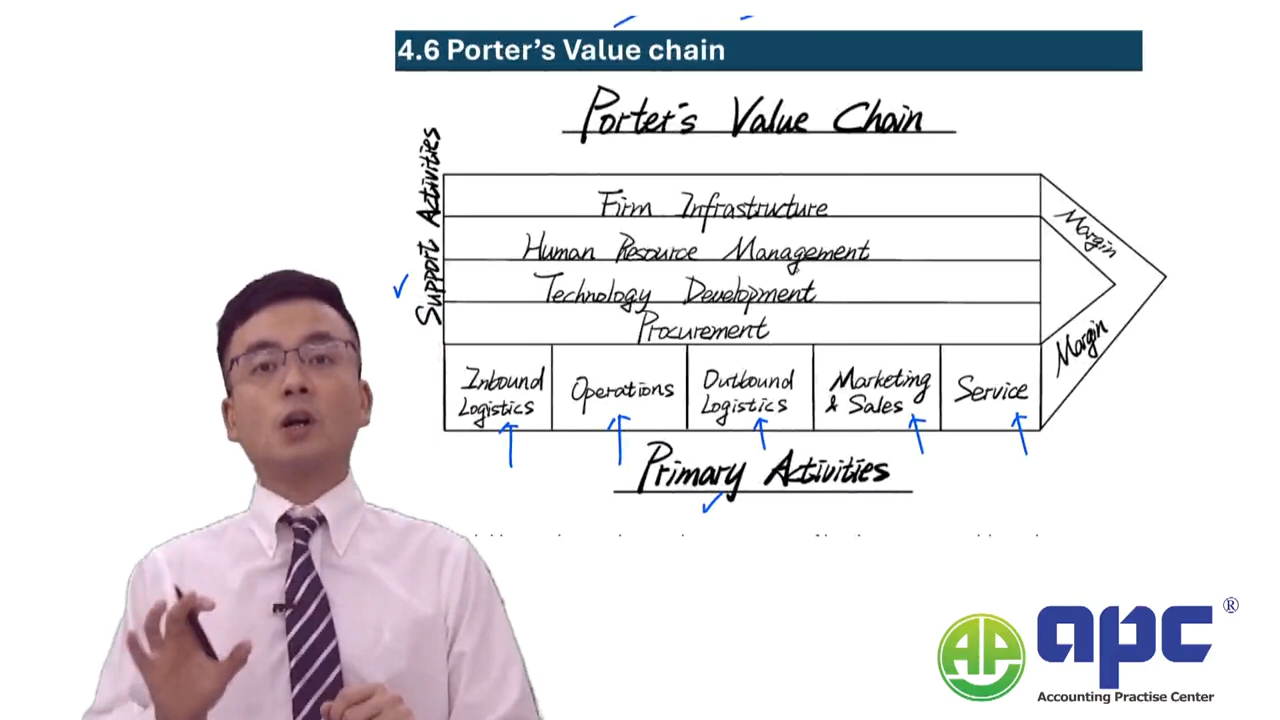 4.6 Porter's Value chain
Porter's Value Chain
Support Activities
Firm Infrastructure
Human Resource Management
Technology Development
Procurement
Margin
Margin
Inbound
Logistics
Operations
Outbound
Logistics
Marketing
& Sales
Service
Primary Activities
AP
apc®
Accounting Practise Center